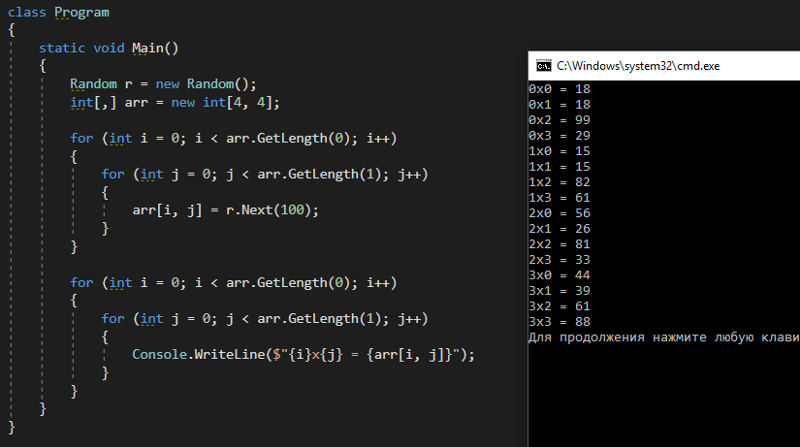 class Program
{
    static void Main()
    {
        Random r = new Random();
        int[,] arr = new int[4, 4];
        for (int i = 0; i < arr.GetLength(0); i++)
        {
            for (int j = 0; j < arr.GetLength(1); j++)
            {
                arr[i, j] = r.Next(100);
            }
        }
        for (int i = 0; i < arr.GetLength(0); i++)
        {
            for (int j = 0; j < arr.GetLength(1); j++)
            {
                Console.WriteLine($"{i}x{j} = {arr[i, j]}");
            }
        }
    }
}
C:\Windows\system32\cmd.exe
0x0 = 18
0x1 = 18
0x2 = 99
0x3 = 29
1x0 = 15
1x1 = 15
1x2 = 82
1x3 = 61
2x0 = 56
2x1 = 26
2x2 = 81
2x3 = 33
3x0 = 44
3x1 = 39
3x2 = 61
3x3 = 88
Для продолжения нажмите любую клави